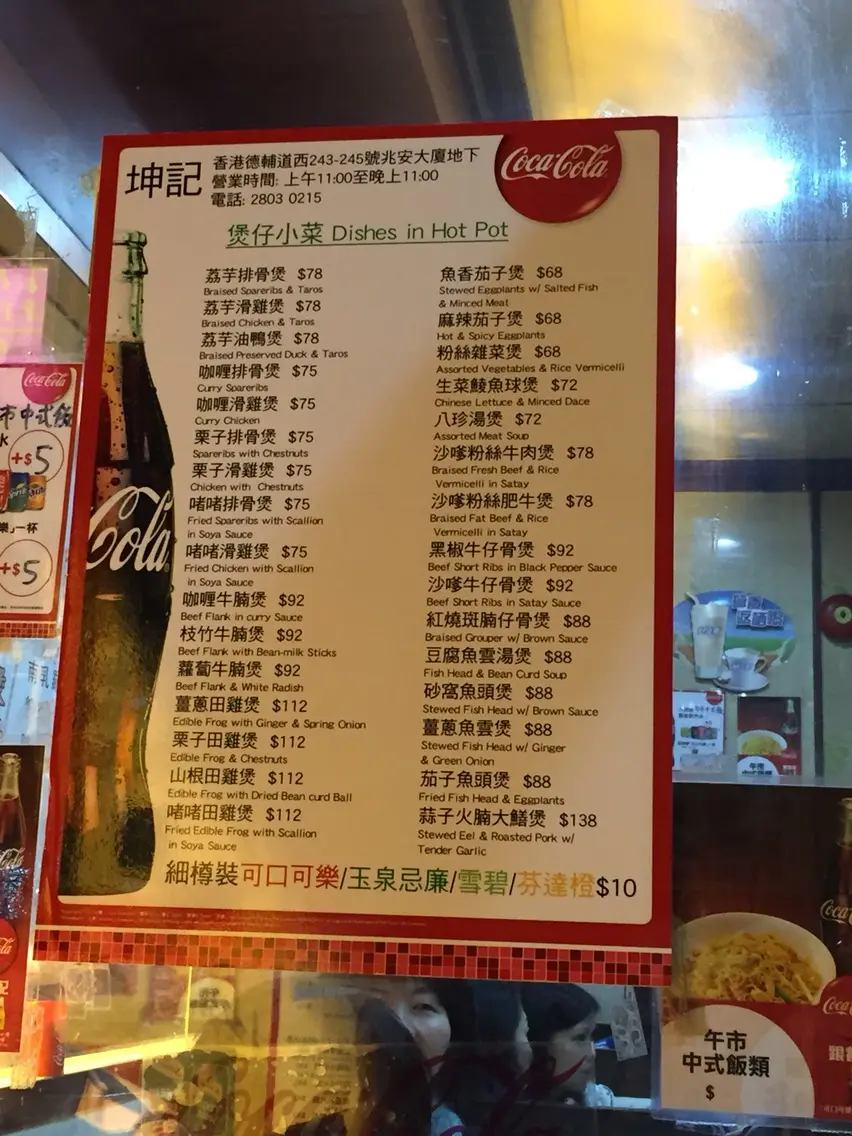 坤記
香港德輔道西243-245號兆安大廈地下
營業時間: 上午11:00至晚上11:00
電話: 2803 0215
Coca-Cola
煲仔小菜 Dishes in Hot Pot
荔芋排骨煲 $78
Braised Spareribs & Taros
荔芋滑雞煲 $78
Braised Chicken & Taros
荔芋油鴨煲 $78
Braised Preserved Duck & Taros
咖喱排骨煲 $75
Curry Spareribs
咖喱滑雞煲 $75
Curry Chicken
栗子排骨煲 $75
Spareribs with Chestnuts
栗子滑雞煲 $75
Chicken with Chestnuts
啫啫排骨煲 $75
Fried Spareribs with Scallion
in Soya Sauce
啫啫滑雞煲 $75
Fried Chicken with Scallion
in Soya Sauce
咖喱牛腩煲 $92
Beef Flank in curry Sauce
枝竹牛腩煲 $92
Beef Flank with Bean-milk Sticks
蘿蔔牛腩煲 $92
Beef Flank & White Radish
薑蔥田雞煲 $112
Edible Frog with Ginger & Spring Onion
栗子田雞煲 $112
Edible Frog & Chestnuts
山根田雞煲 $112
Edible Frog with Dried Bean curd Ball
啫啫田雞煲 $112
Fried Edible Frog with Scallion
in Soya Sauce
魚香茄子煲 $68
Stewed Eggplants w/ Salted Fish
& Minced Meat
麻辣茄子煲 $68
Hot & Spicy Eggplants
粉絲雜菜煲 $68
Assorted Vegetables & Rice Vermicelli
生菜鯪魚球煲 $72
Chinese Lettuce & Minced Dace
八珍湯煲 $72
Assorted Meat Soup
沙嗲粉絲牛肉煲 $78
Braised Fresh Beef & Rice
Vermicelli in Satay
沙嗲粉絲肥牛煲 $78
Braised Fat Beef & Rice
Vermicelli in Satay
黑椒牛仔骨煲 $92
Beef Short Ribs in Black Pepper Sauce
沙嗲牛仔骨煲 $92
Beef Short Ribs in Satay Sauce
紅燒斑腩仔骨煲 $88
Braised Grouper w/ Brown Sauce
豆腐魚雲湯煲 $88
Fish Head & Bean Curd Soup
砂窩魚頭煲 $88
Stewed Fish Head w/ Brown Sauce
薑蔥魚雲煲 $88
Stewed Fish Head w/ Ginger
& Green Onion
茄子魚頭煲 $88
Fried Fish Head & Eggplants
蒜子火腩大鱔煲 $138
Stewed Eel & Roasted Pork w/
Tender Garlic
細樽裝可口可樂/玉泉忌廉/雪碧/芬達橙$10
Cola
Coca-Cola
市中式飯
+$5
樂」一杯
+$5
午市
中式飯類
$